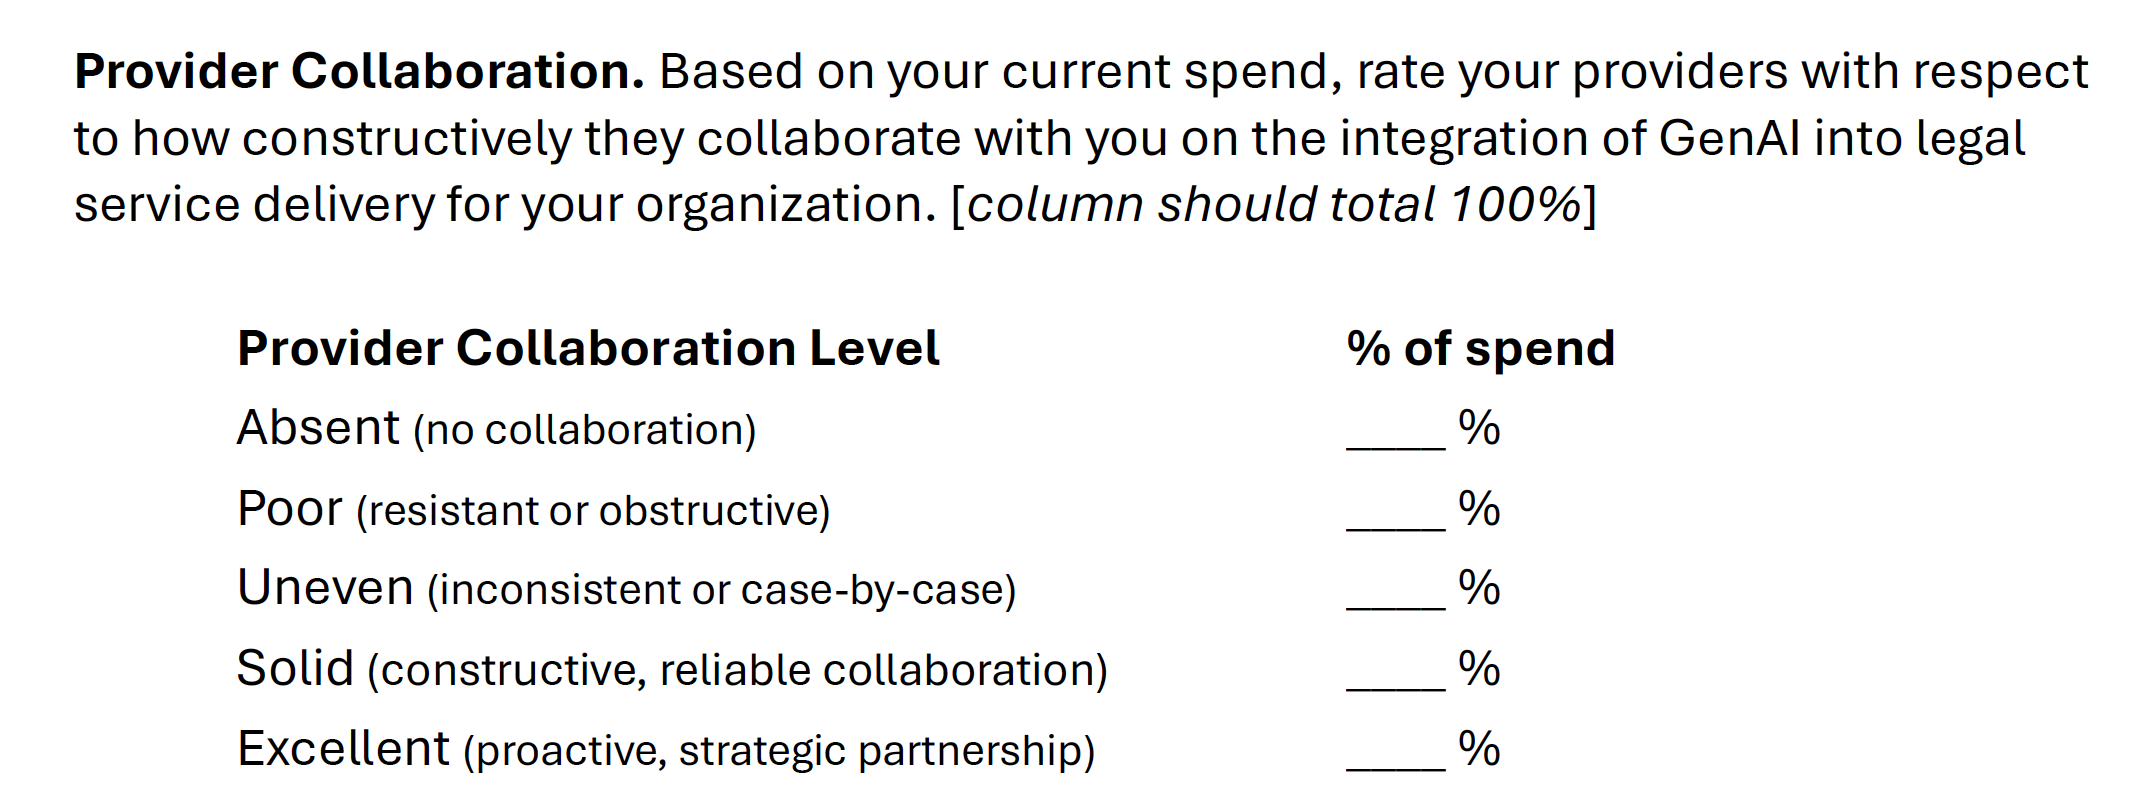 Provider Collaboration. Based on your current spend, rate your providers with respect
to how constructively they collaborate with you on the integration of GenAI into legal
service delivery for your organization. [column should total 100%]
Provider Collaboration Level % of spend
Absent (no collaboration) ____ %
Poor (resistant or obstructive) ____ %
Uneven (inconsistent or case-by-case) ____ %
Solid (constructive, reliable collaboration) ____ %
Excellent (proactive, strategic partnership) ____ %